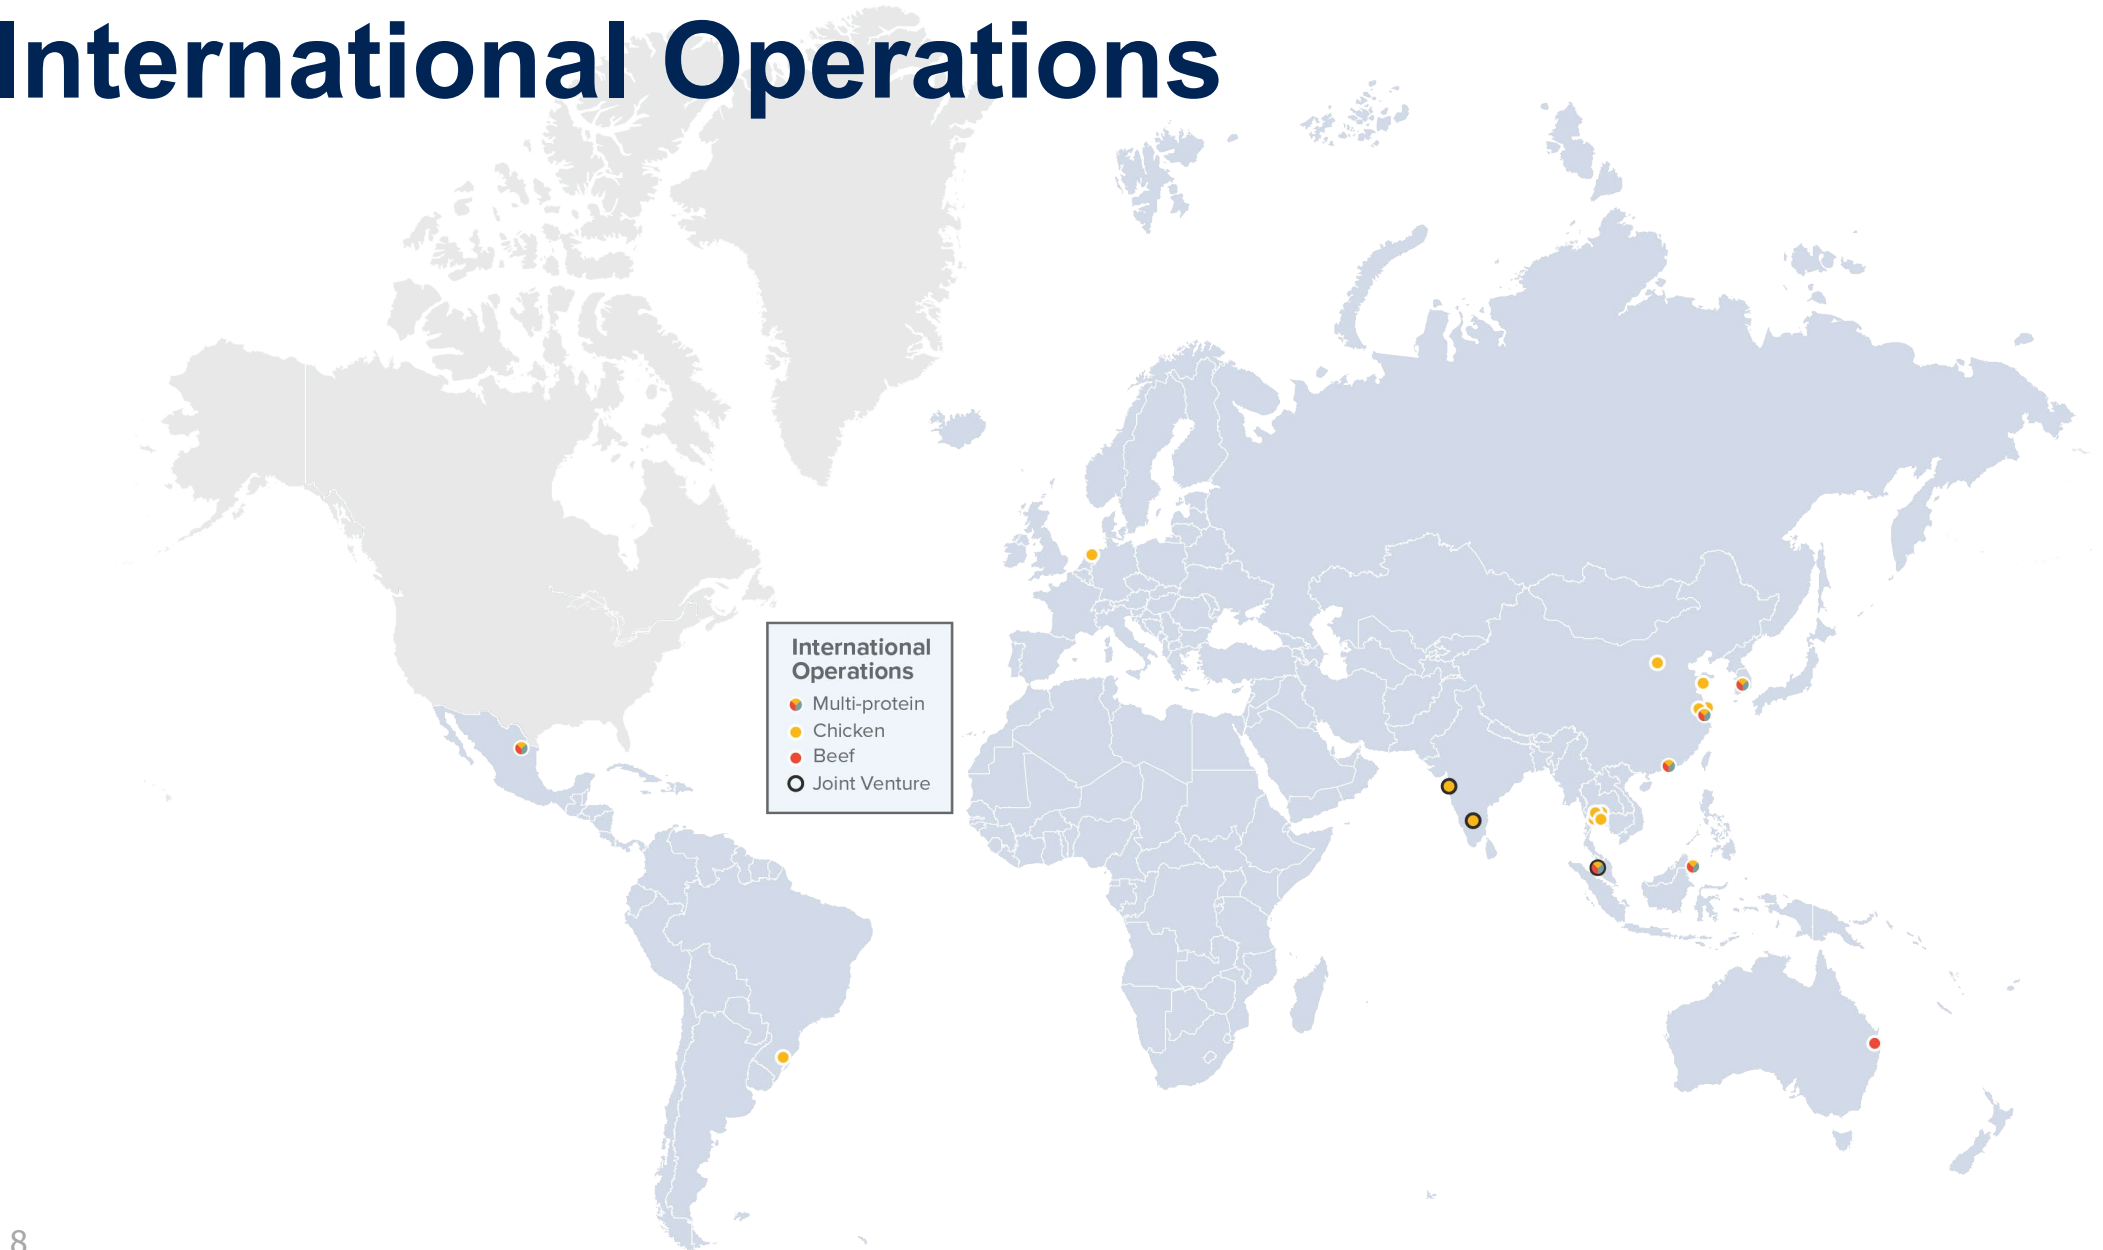 International Operations
International
Operations
Multi-protein
Chicken
Beef
Joint Venture
8